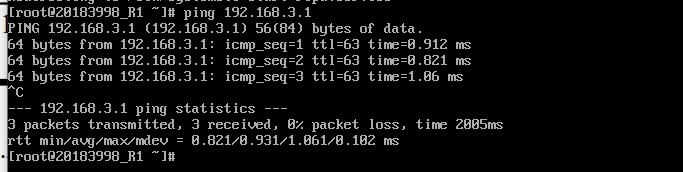 [root@20183998_R1 ~]# ping 192.168.3.1
PING 192.168.3.1 (192.168.3.1) 56(84) bytes of data.
64 bytes from 192.168.3.1: icmp_seq=1 ttl=63 time=0.912 ms
64 bytes from 192.168.3.1: icmp_seq=2 ttl=63 time=0.821 ms
64 bytes from 192.168.3.1: icmp_seq=3 ttl=63 time=1.06 ms
^C
--- 192.168.3.1 ping statistics ---
3 packets transmitted, 3 received, 0% packet loss, time 2005ms
rtt min/avg/max/mdev = 0.821/0.931/1.061/0.102 ms
[root@20183998_R1 ~]#